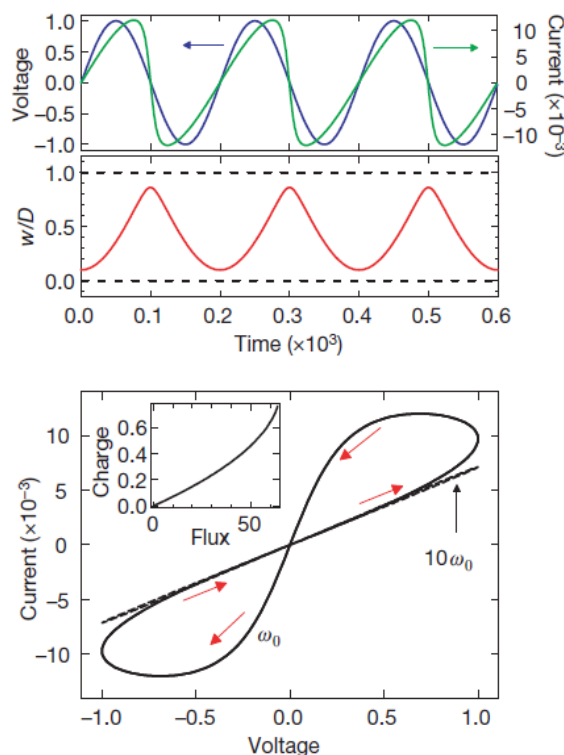 Voltage
1.0
0.5
0.0
−0.5
−1.0
Current (×10⁻³)
10
5
0
−5
−10
w/D
1.0
0.5
0.0
0.0 0.1 0.2 0.3 0.4 0.5 0.6
Time (×10³)
Current (×10⁻³)
10
5
0
−5
−10
Charge
0.6
0.4
0.2
0.0
0 50
Flux
10ω₀
ω₀
−1.0 −0.5 0.0 0.5 1.0
Voltage